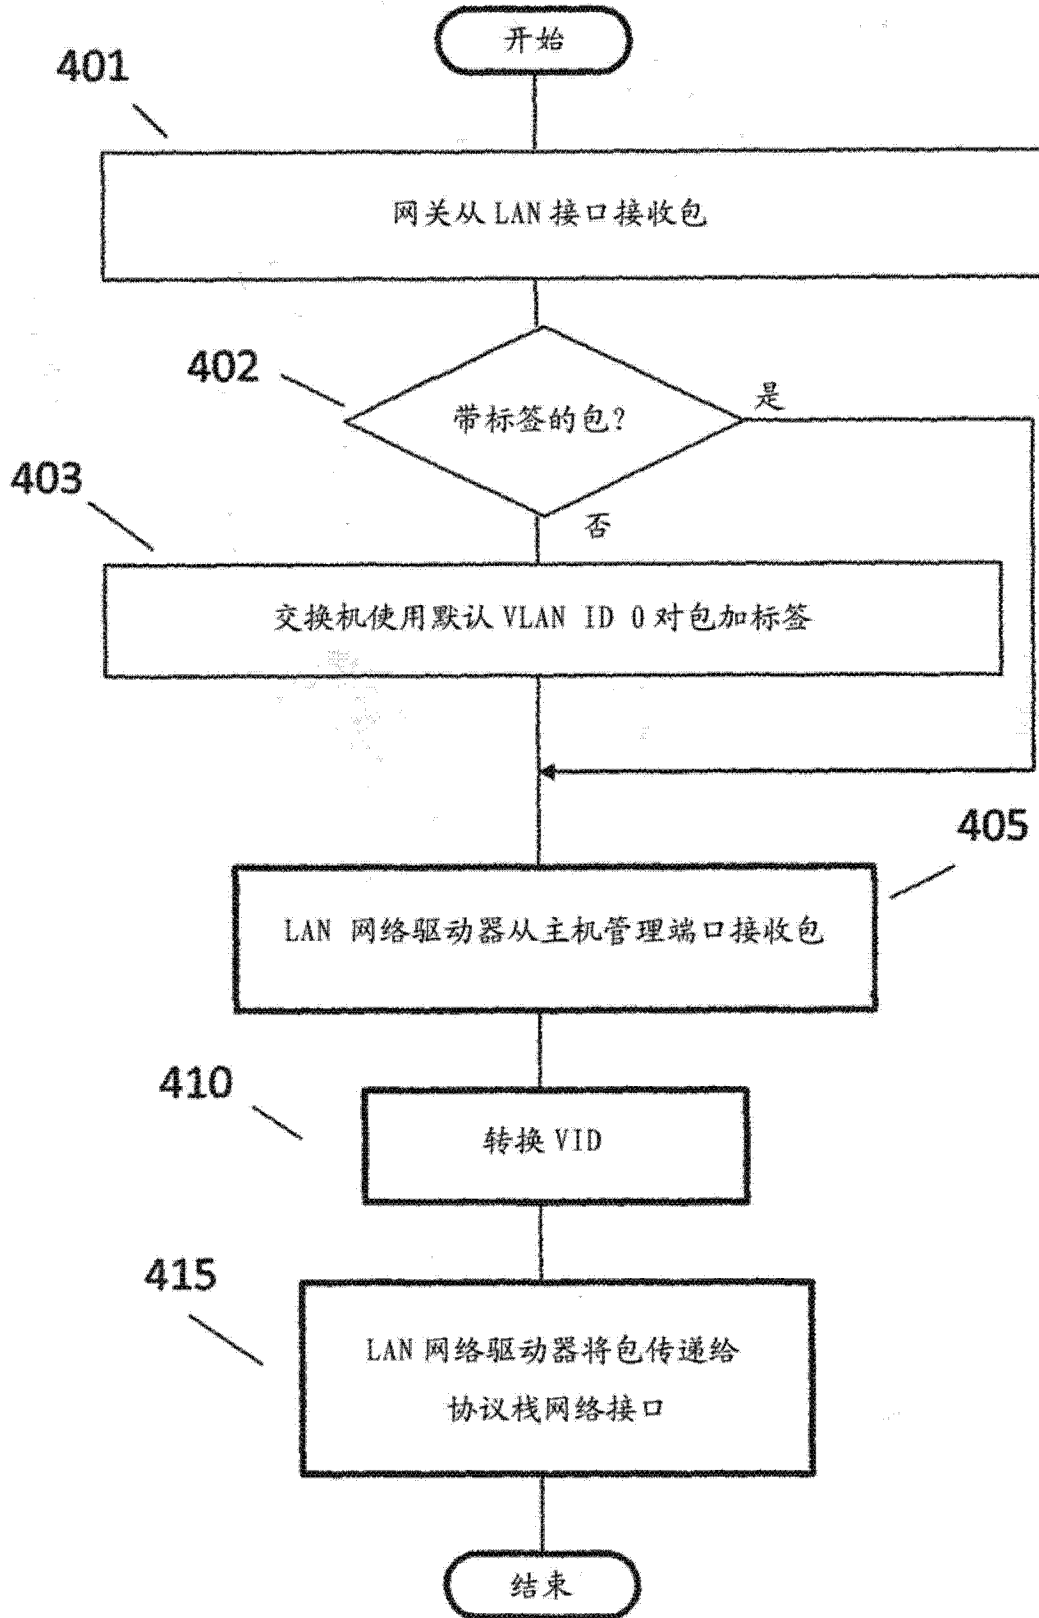 开始
401
网关从 LAN 接口接收包
402
带标签的包?
是
403
否
交换机使用默认 VLAN ID 0 对包加标签
405
LAN 网络驱动器从主机管理端口接收包
410
转换 VID
415
LAN 网络驱动器将包传递给
协议栈网络接口
结束